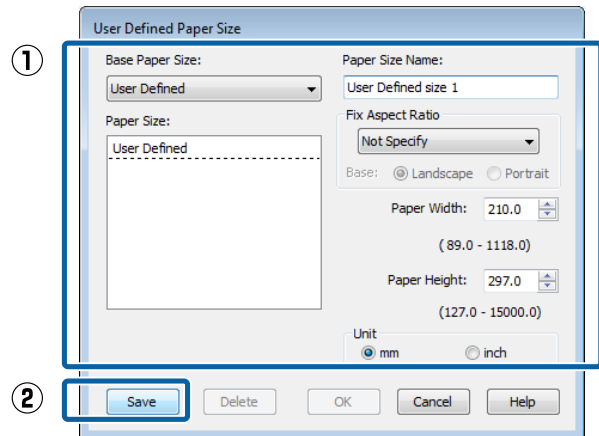 User Defined Paper Size
①
Base Paper Size:
User Defined
Paper Size:
User Defined
Paper Size Name:
User Defined size 1
Fix Aspect Ratio
Not Specify
Base: Landscape Portrait
Paper Width: 210.0
( 89.0 - 1118.0)
Paper Height: 297.0
(127.0 - 15000.0)
Unit
mm inch
②
Save Delete OK Cancel Help